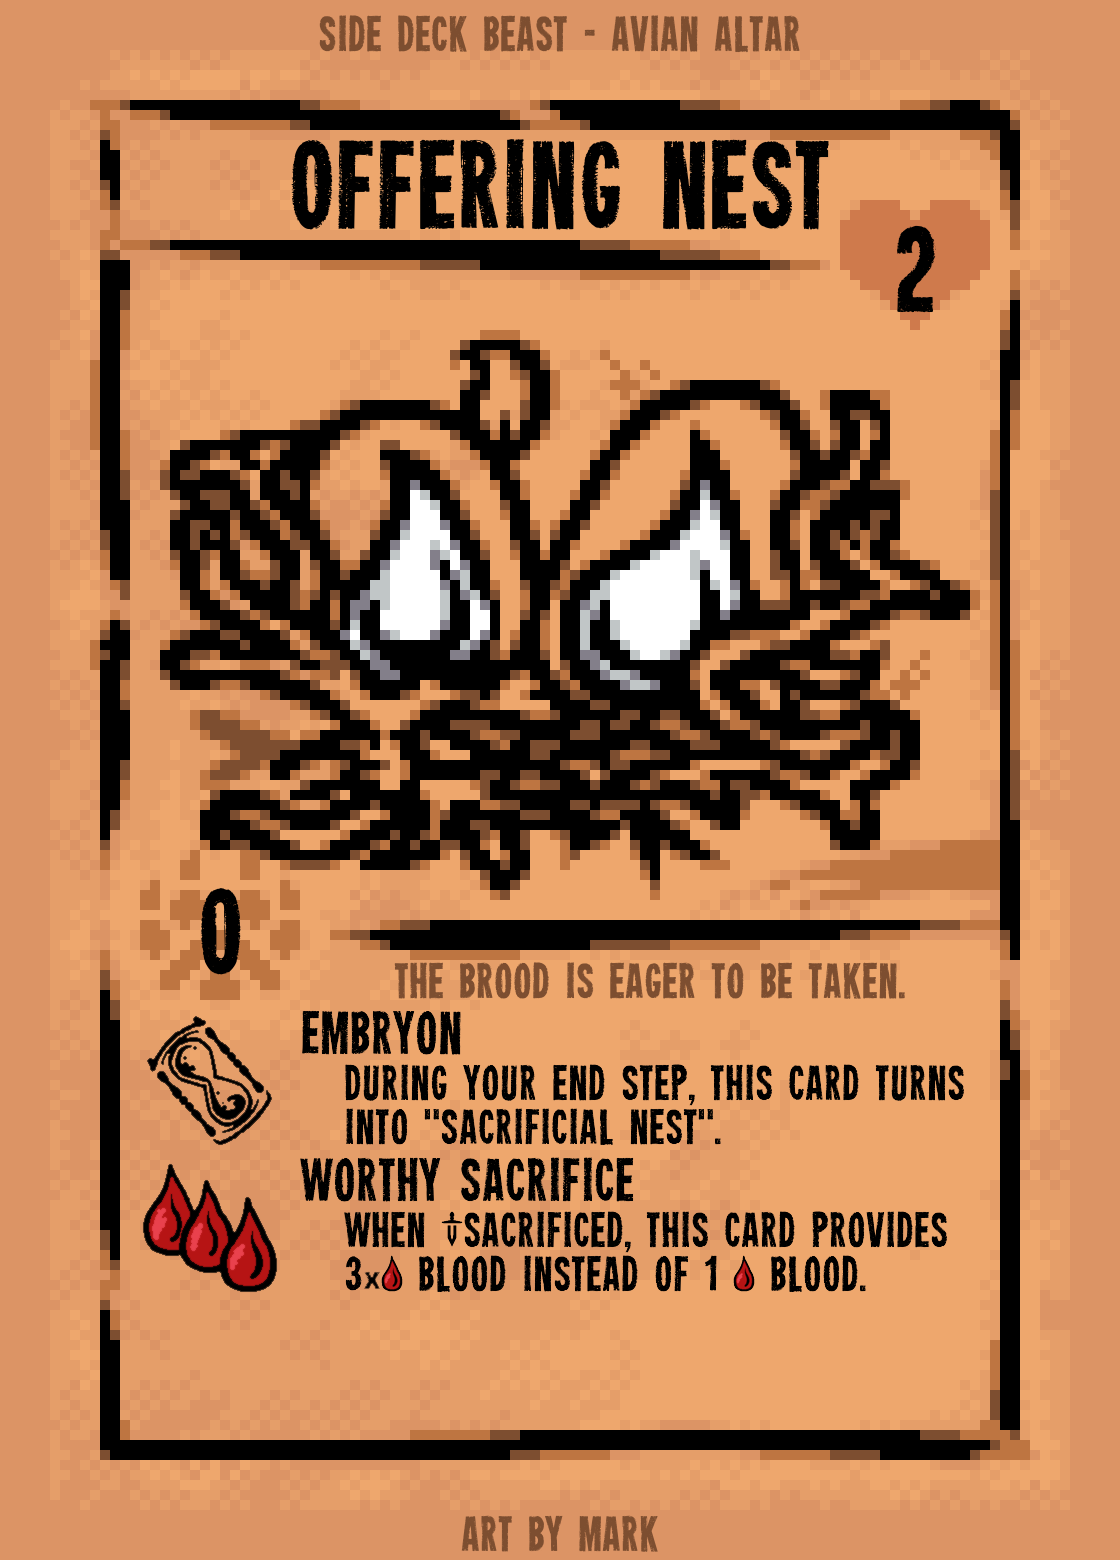 SIDE DECK BEAST - AVIAN ALTAR
OFFERING NEST
2
0
THE BROOD IS EAGER TO BE TAKEN.
EMBRYON
DURING YOUR END STEP, THIS CARD TURNS
INTO "SACRIFICIAL NEST".
WORTHY SACRIFICE
WHEN SACRIFICED, THIS CARD PROVIDES
3x BLOOD INSTEAD OF 1 BLOOD.
ART BY MARK